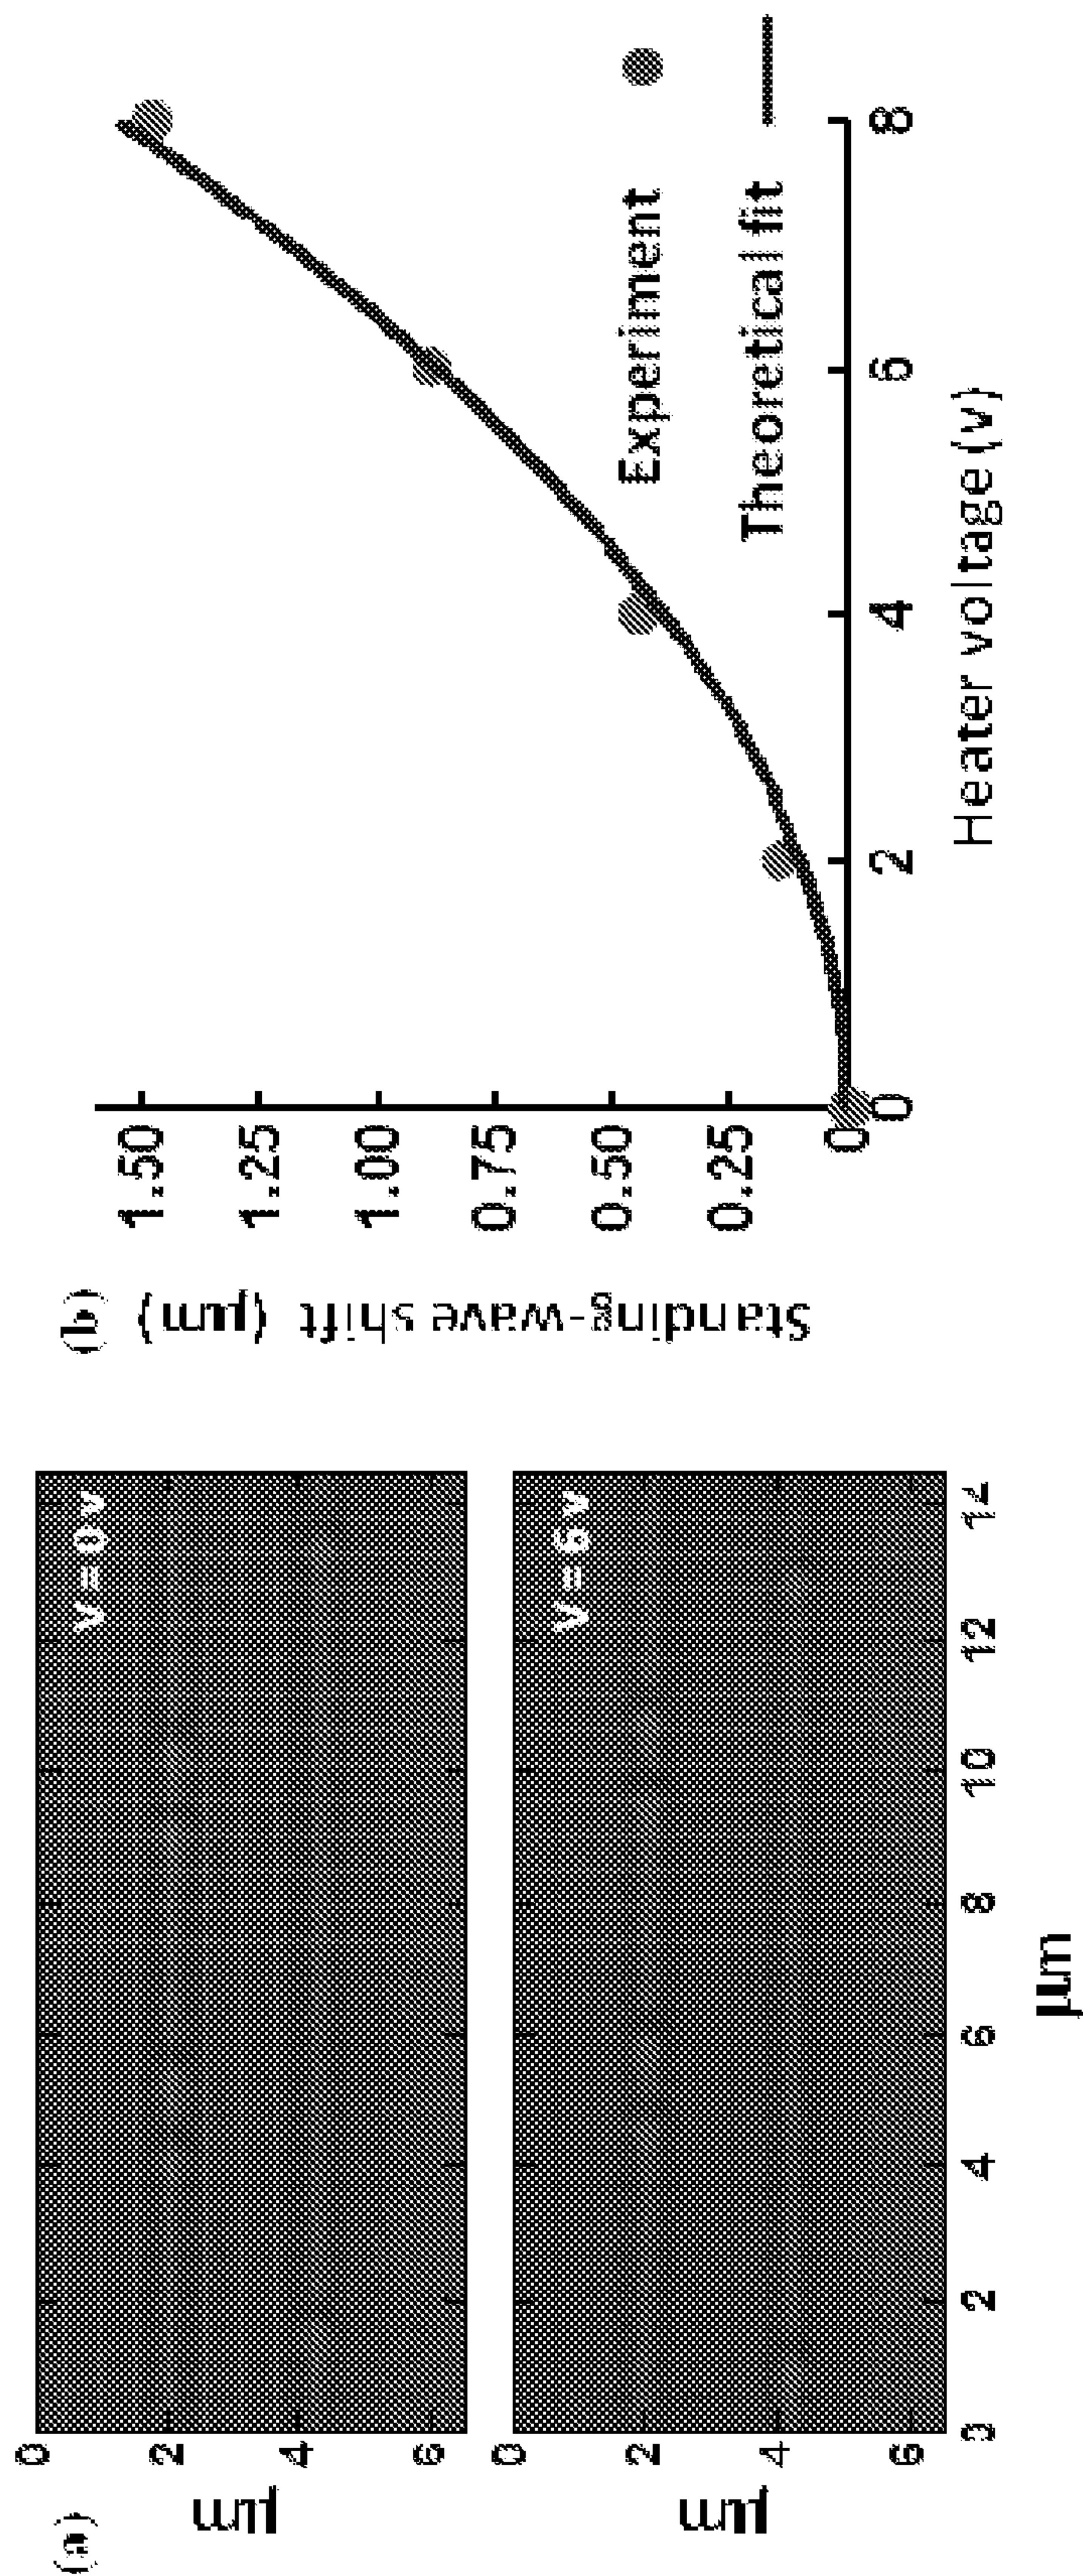 (a)
µm
0
2
4
6
V = 0 v
µm
0
2
4
6
V = 6 v
0
2
4
6
8
10
12
14
µm
(b)
Standing-wave shift (µm)
1.50
1.25
1.00
0.75
0.50
0.25
0
0
2
4
6
8
Heater voltage (v)
Experiment
Theoretical fit